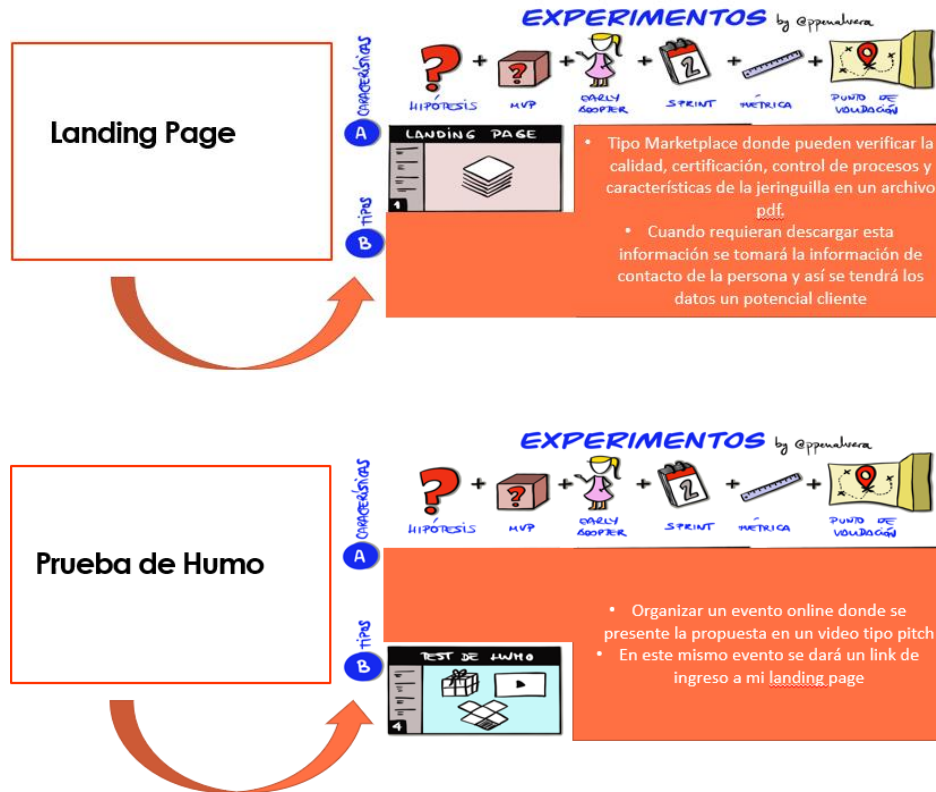 EXPERIMENTOS by @ppenalvera
Landing Page
A CARACTERÍSTICAS
HIPÓTESIS + MVP + EARLY ADOPTER + SPRINT + MÉTRICA + PUNTO DE VALIDACIÓN
2
B TIPOS
LANDING PAGE
1
• Tipo Marketplace donde pueden verificar la
calidad, certificación, control de procesos y
características de la jeringuilla en un archivo
pdf.
• Cuando requieran descargar esta
información se tomará la información de
contacto de la persona y así se tendrá los
datos un potencial cliente
EXPERIMENTOS by @ppenalvera
Prueba de Humo
A CARACTERÍSTICAS
HIPÓTESIS + MVP + EARLY ADOPTER + SPRINT + MÉTRICA + PUNTO DE VALIDACIÓN
2
B TIPOS
TEST DE HUMO
4
• Organizar un evento online donde se
presente la propuesta en un video tipo pitch
• En este mismo evento se dará un link de
ingreso a mi landing page